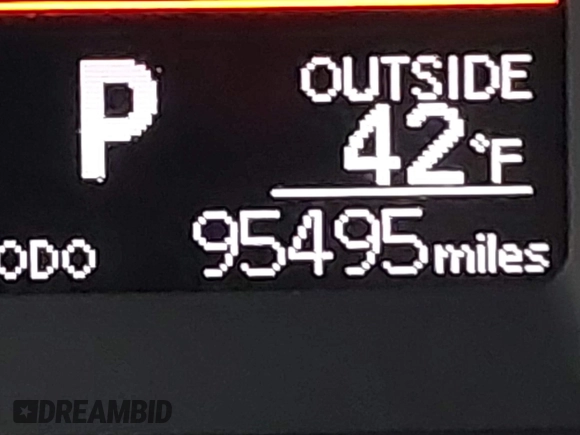 P
OUTSIDE
42°F
ODO 95495 miles
DREAMBID